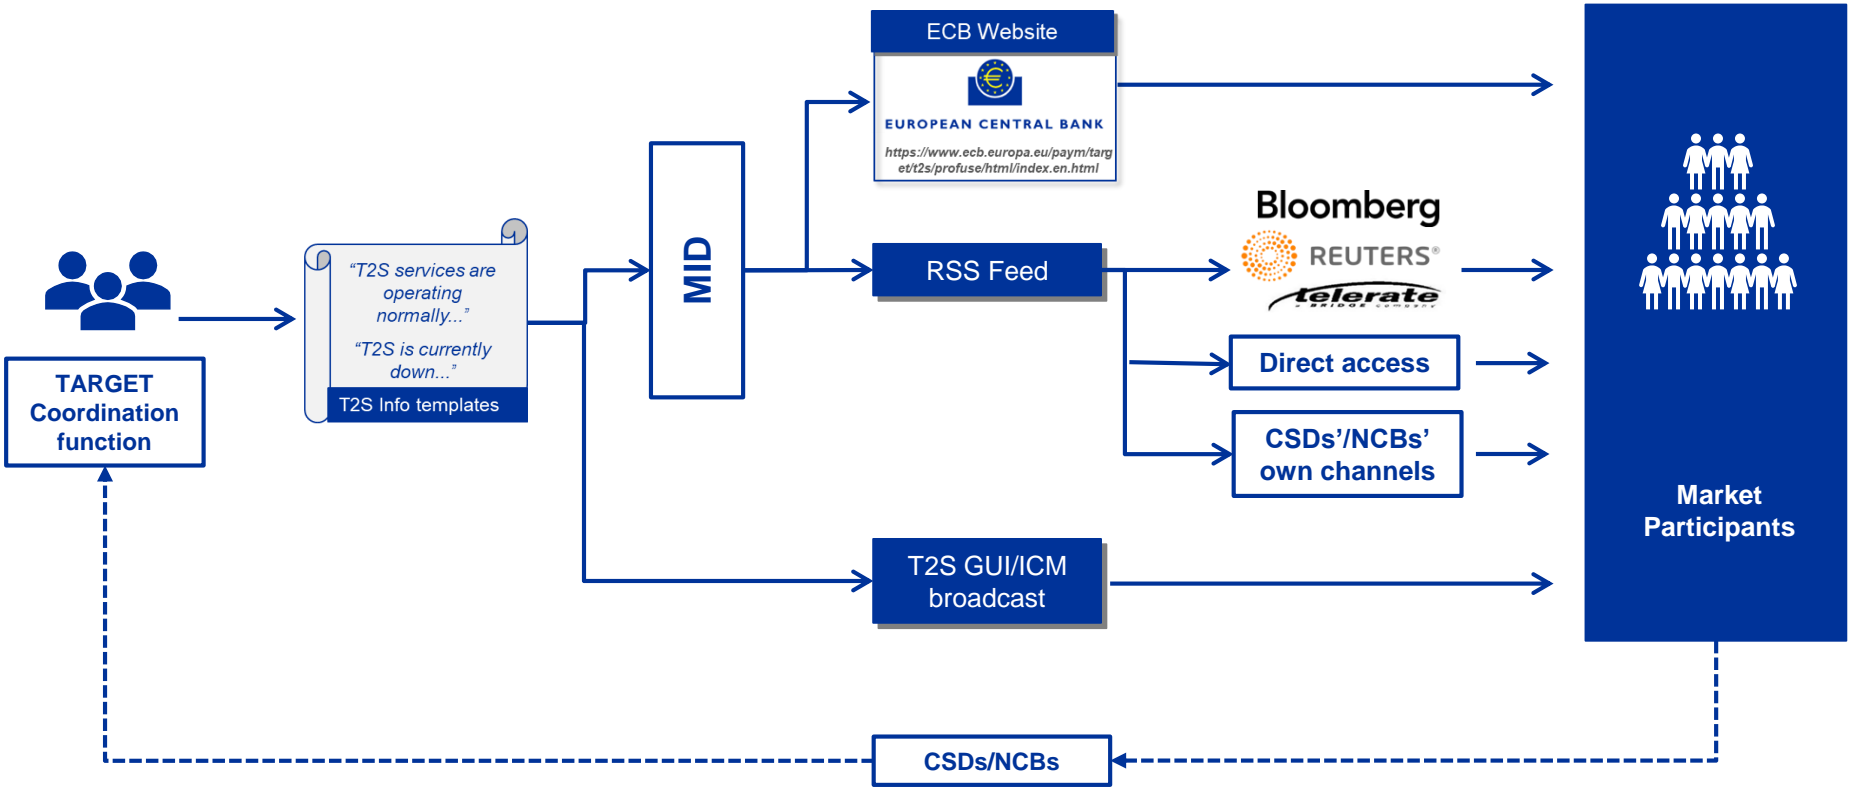 ECB Website
EUROPEAN CENTRAL BANK
https://www.ecb.europa.eu/paym/targ
et/t2s/profuse/html/index.en.html
MID
Bloomberg
REUTERS®
telerate
A BRIDGE company
RSS Feed
“T2S services are
operating
normally...”
“T2S is currently
down...”
T2S Info templates
TARGET
Coordination
function
Direct access
CSDs’/NCBs’
own channels
T2S GUI/ICM
broadcast
Market
Participants
CSDs/NCBs